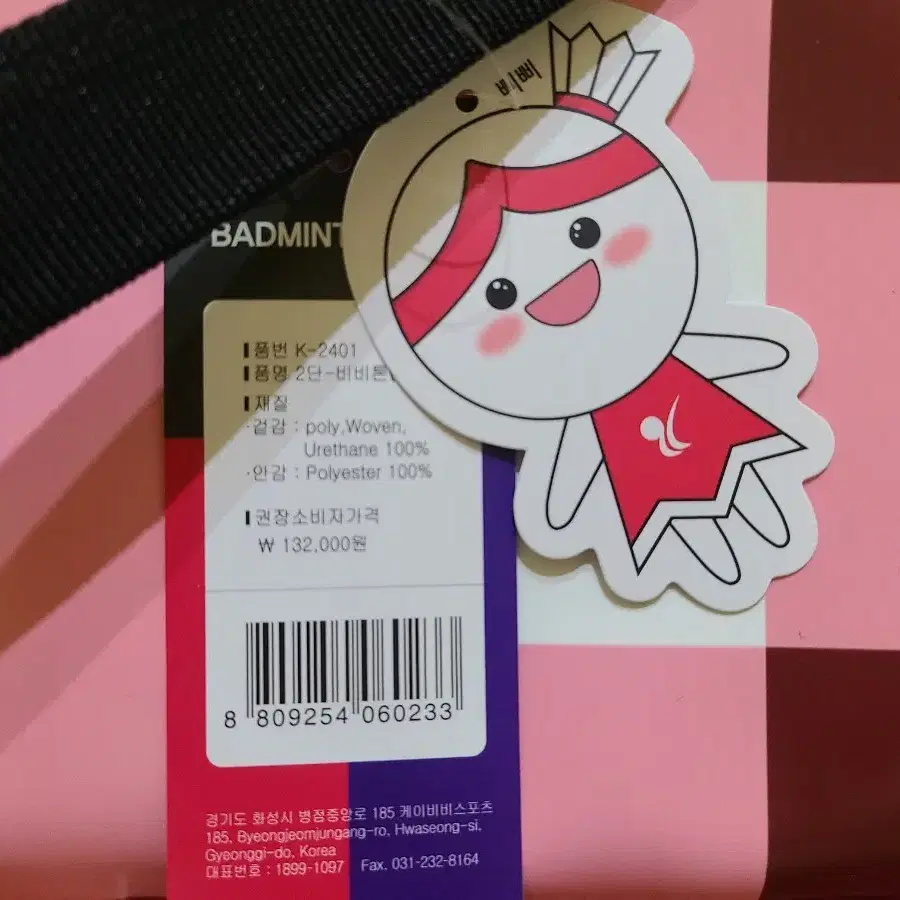 삐삐
BADMINT
품번 K-2401
품명 2단-비비론
재질
·겉감 : poly,Woven,
Urethane 100%
·안감 : Polyester 100%
권장소비자가격
₩ 132,000원
8 809254 060233
경기도 화성시 병점중앙로 185 케이비비스포츠
185, Byeongjeomjungang-ro, Hwaseong-si,
Gyeonggi-do, Korea
대표번호 : 1899-1097 Fax. 031-232-8164